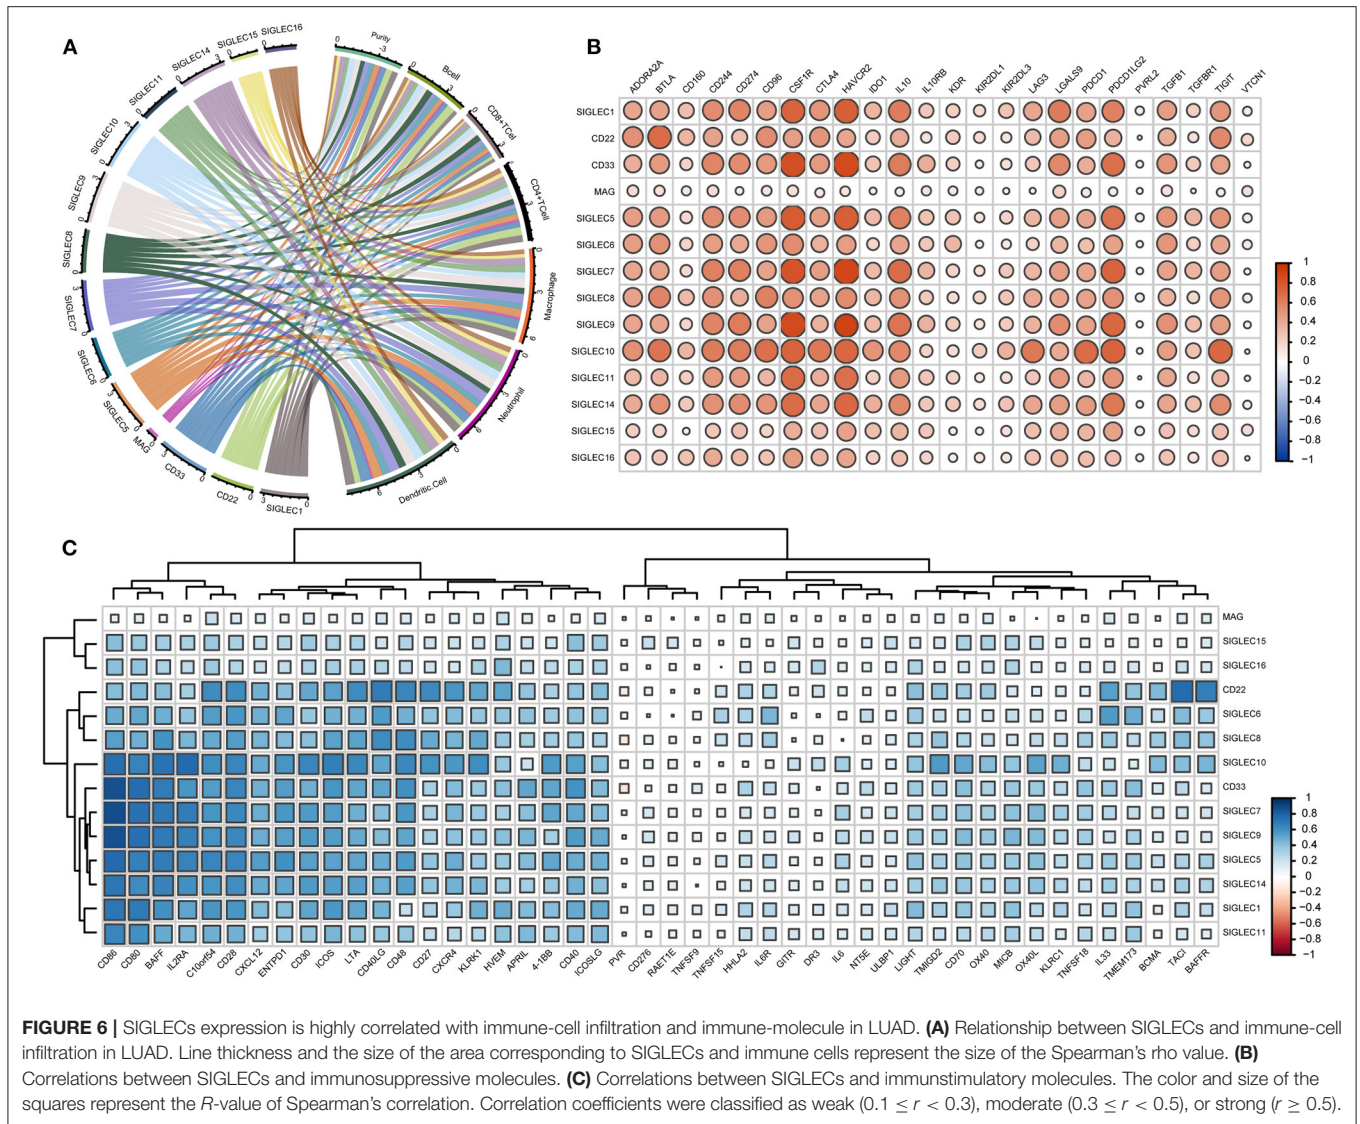 A
SIGLEC16
SIGLEC15
SIGLEC14
SIGLEC11
SIGLEC10
SIGLEC9
SIGLEC8
SIGLEC7
SIGLEC6
SIGLEC5
MAG
CD33
CD22
SIGLEC1
Purity
Bcell
CD8+TCel
CD4+TCell
Macrophage
Neutrophil
Dendritic.Cell
B
ADORA2A
BTLA
CD160
CD244
CD274
CD96
CSF1R
CTLA4
HAVCR2
IDO1
IL10
IL10RB
KDR
KIR2DL1
KIR2DL3
LAG3
LGALS9
PDCD1
PDCD1LG2
PVRL2
TGFB1
TGFBR1
TIGIT
VTCN1
SIGLEC1
CD22
CD33
MAG
SIGLEC5
SIGLEC6
SIGLEC7
SIGLEC8
SIGLEC9
SIGLEC10
SIGLEC11
SIGLEC14
SIGLEC15
SIGLEC16
1
0.8
0.6
0.4
0.2
0
−0.2
−0.4
−0.6
−0.8
−1
C
MAG
SIGLEC15
SIGLEC16
CD22
SIGLEC6
SIGLEC8
SIGLEC10
CD33
SIGLEC7
SIGLEC9
SIGLEC5
SIGLEC14
SIGLEC1
SIGLEC11
CD86
CD80
BAFF
IL2RA
C10orf54
CD28
CXCL12
ENTPD1
CD30
ICOS
LTA
CD40LG
CD48
CD27
CXCR4
KLRK1
HVEM
APRIL
4-1BB
CD40
ICOSLG
PVR
CD276
RAET1E
TNFSF9
TNFSF15
HHLA2
IL6R
GITR
DR3
IL6
NT5E
ULBP1
LIGHT
TMIGD2
CD70
OX40
MICB
OX40L
KLRC1
TNFSF18
IL33
TMEM173
BCMA
TACI
BAFFR
1
0.8
0.6
0.4
0.2
0
−0.2
−0.4
−0.6
−0.8
−1
FIGURE 6 | SIGLECs expression is highly correlated with immune-cell infiltration and immune-molecule in LUAD. (A) Relationship between SIGLECs and immune-cell
infiltration in LUAD. Line thickness and the size of the area corresponding to SIGLECs and immune cells represent the size of the Spearman's rho value. (B)
Correlations between SIGLECs and immunosuppressive molecules. (C) Correlations between SIGLECs and immunstimulatory molecules. The color and size of the
squares represent the R-value of Spearman's correlation. Correlation coefficients were classified as weak (0.1 ≤ r < 0.3), moderate (0.3 ≤ r < 0.5), or strong (r ≥ 0.5).